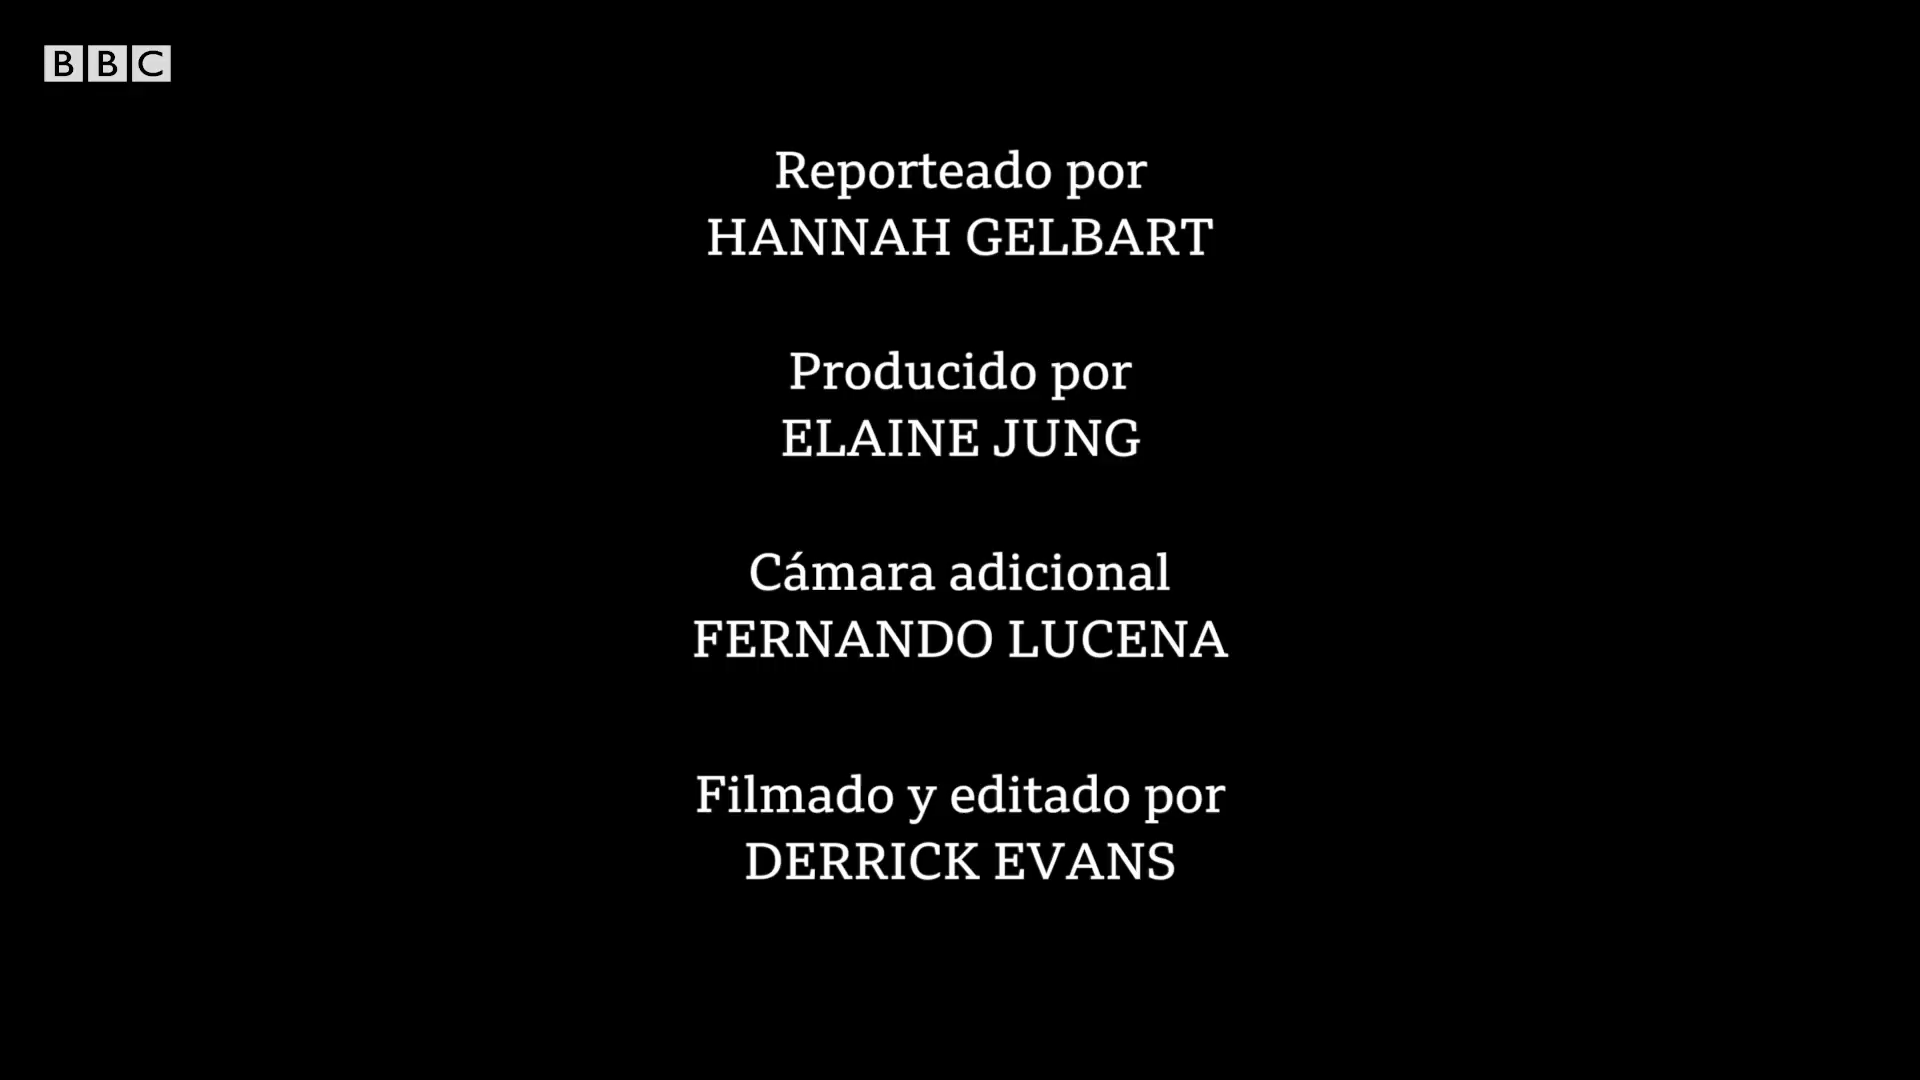 BBC
Reporteado por
HANNAH GELBART
Producido por
ELAINE JUNG
Cámara adicional
FERNANDO LUCENA
Filmado y editado por
DERRICK EVANS